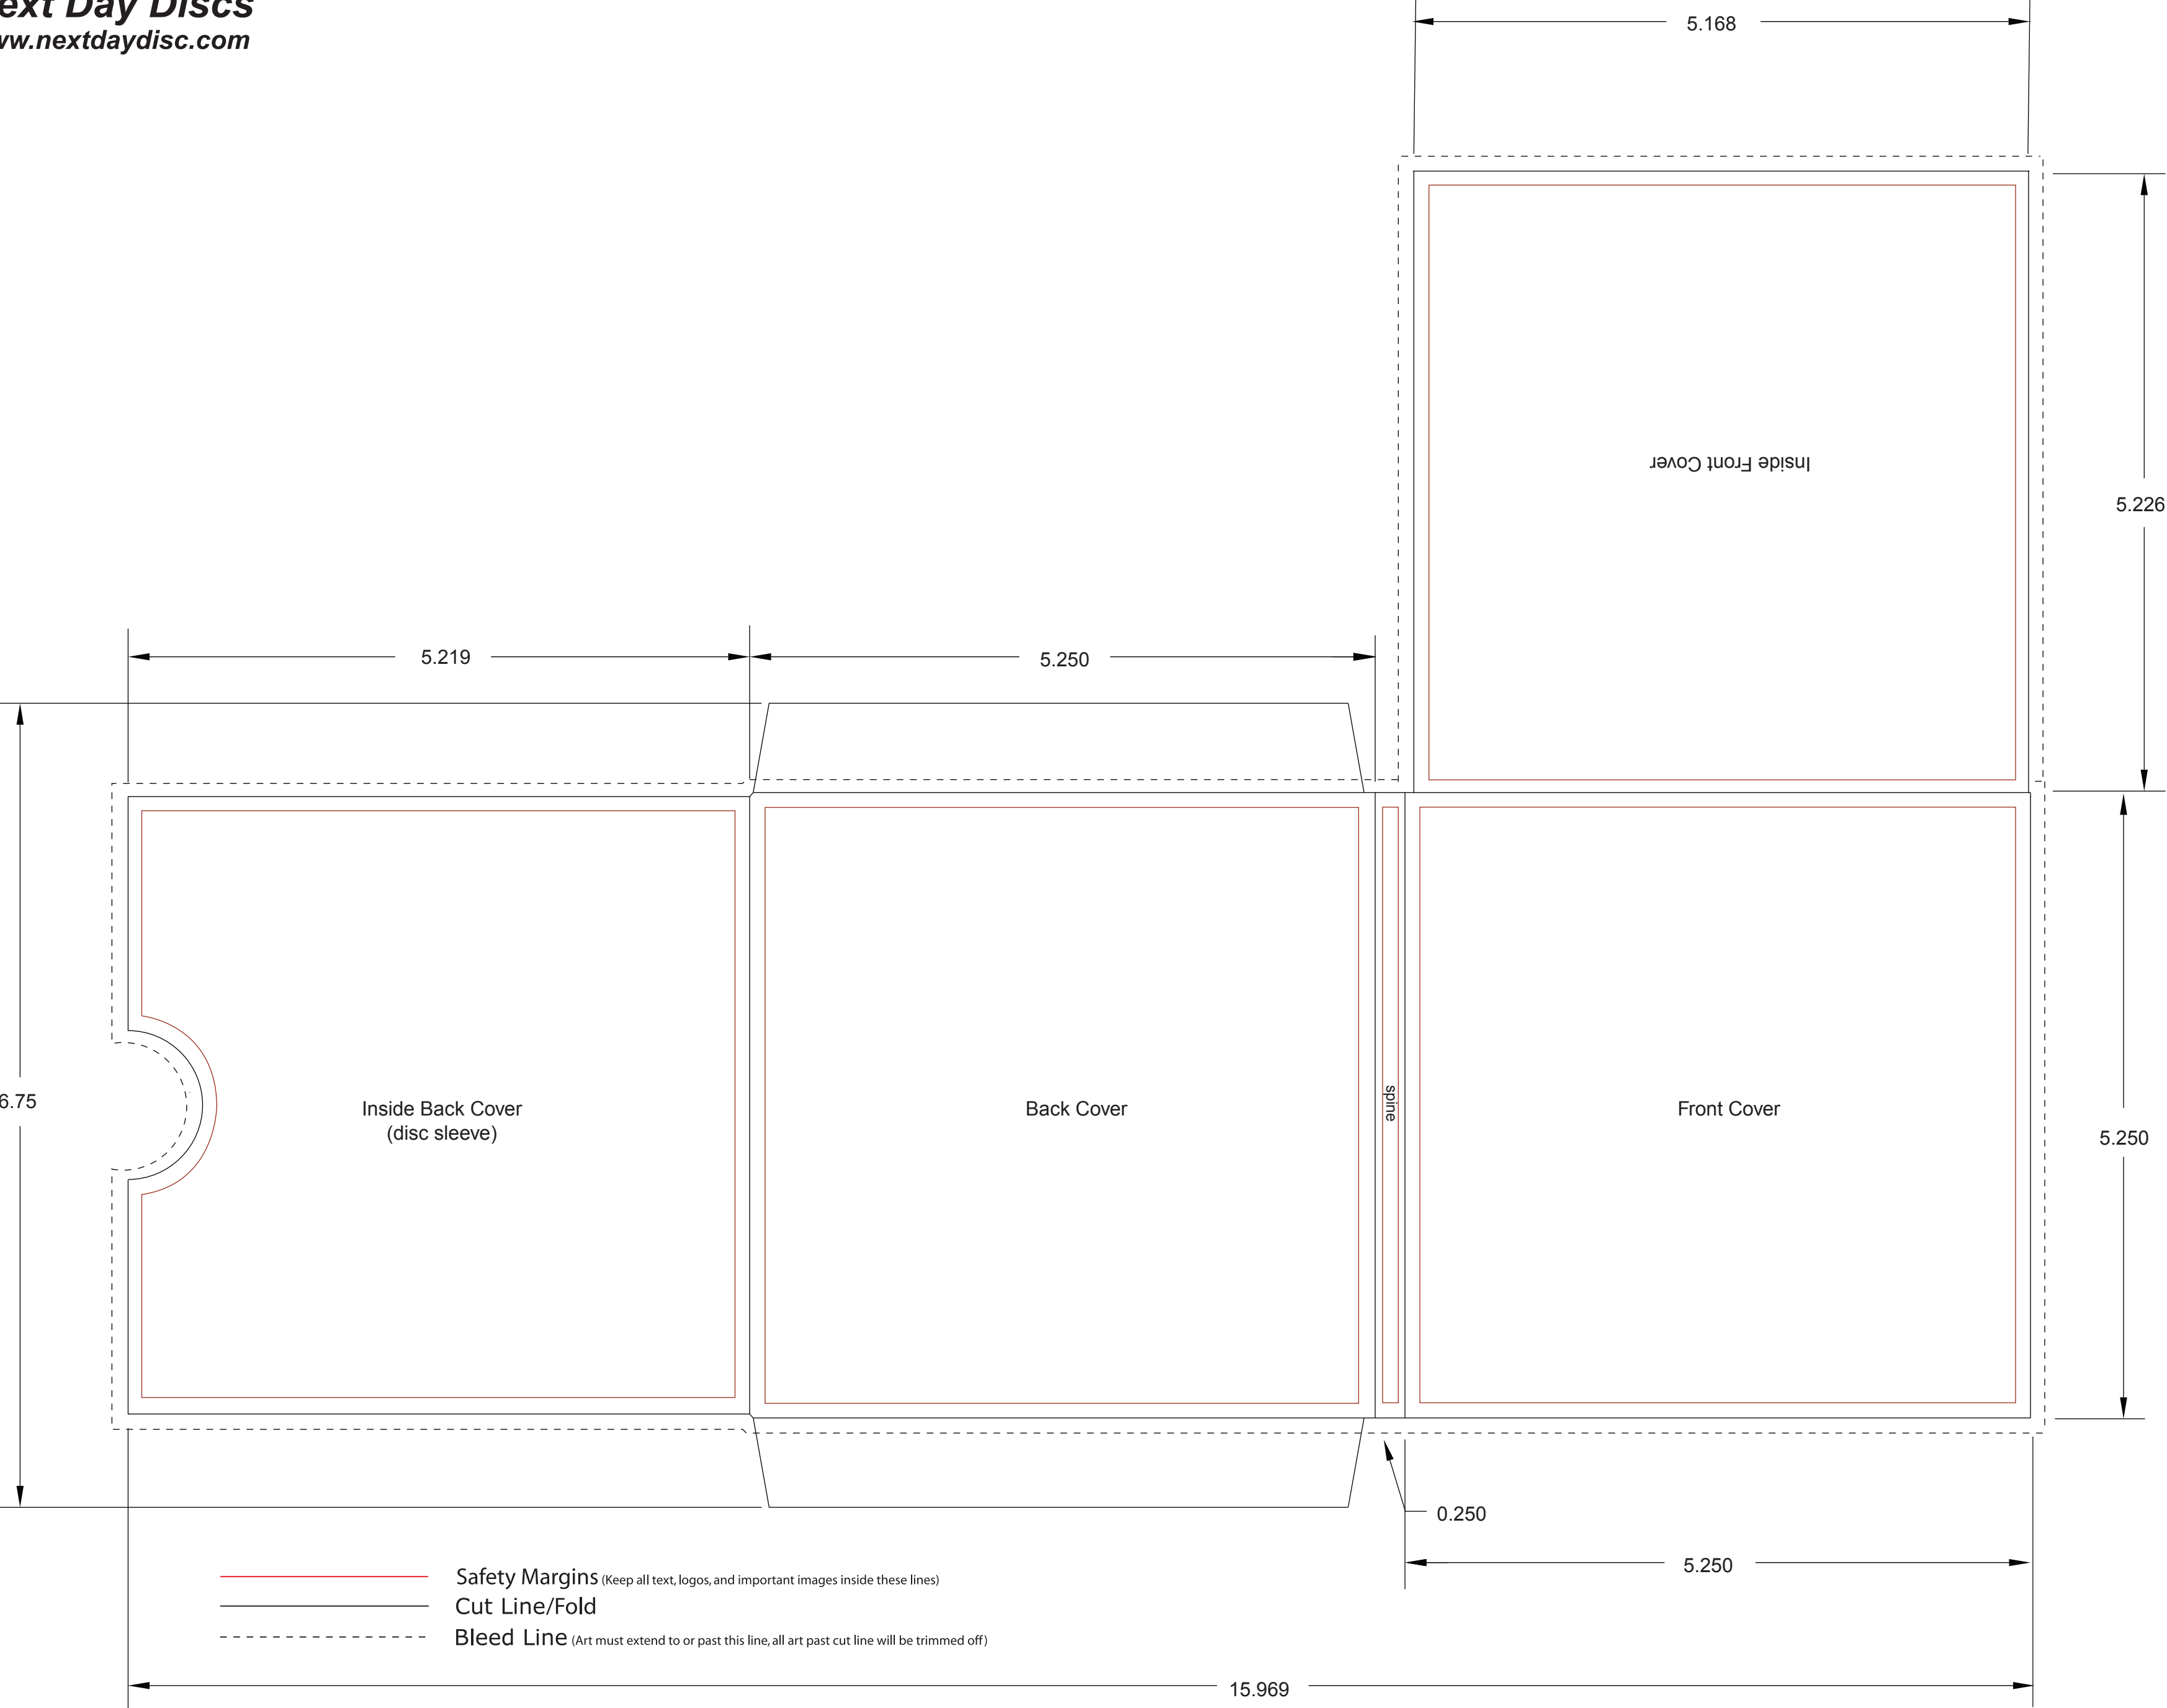 ext Day Discs
ww.nextdaydisc.com
5.168
Inside Front Cover
5.226
5.219
5.250
6.75
Inside Back Cover
(disc sleeve)
Back Cover
spine
Front Cover
5.250
0.250
5.250
Safety Margins (Keep all text, logos, and important images inside these lines)
Cut Line/Fold
Bleed Line (Art must extend to or past this line, all art past cut line will be trimmed off)
15.969